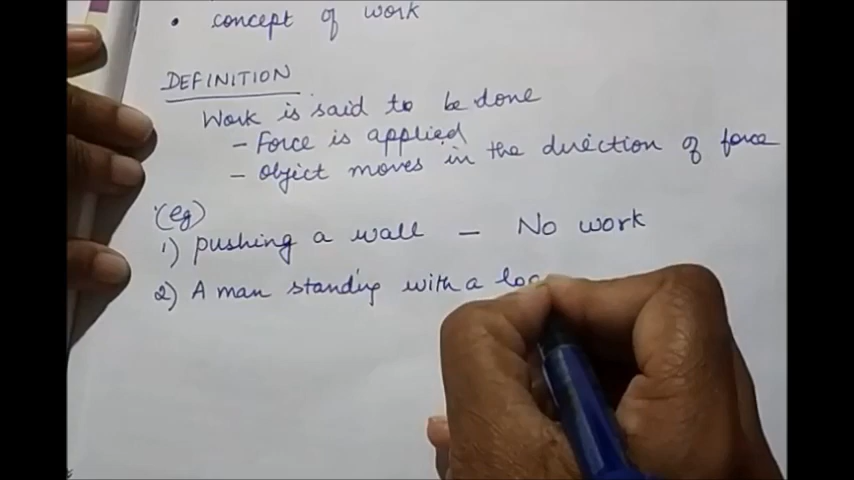 • concept of work
DEFINITION
Work is said to be done
- Force is applied
- Object moves in the direction of force
(eg)
1) pushing a wall - No work
2) A man standing with a